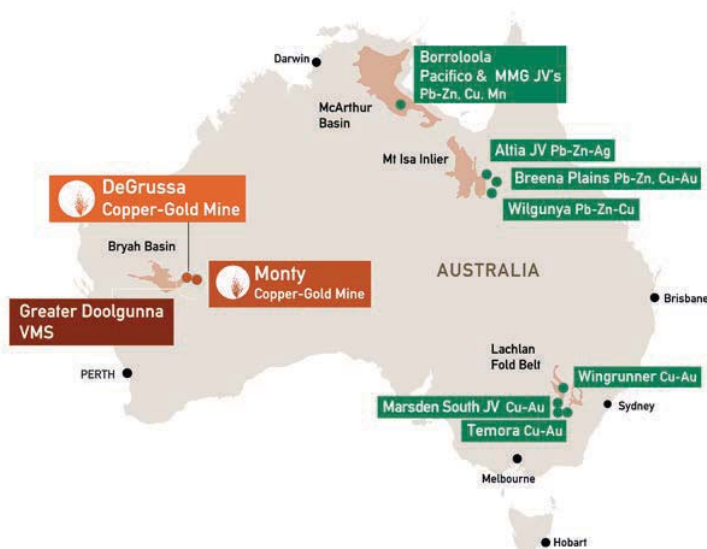 Darwin
Borroloola
Pacifico & MMG JV's
Pb-Zn, Cu, Mn
McArthur
Basin
Mt Isa Inlier
Altia JV Pb-Zn-Ag
Breena Plains Pb-Zn, Cu-Au
Wilgunya Pb-Zn-Cu
DeGrussa
Copper-Gold Mine
Bryah Basin
Monty
Copper-Gold Mine
AUSTRALIA
Greater Doolgunna
VMS
Brisbane
PERTH
Lachlan
Fold Belt
Wingrunner Cu-Au
Marsden South JV Cu-Au
Sydney
Temora Cu-Au
Melbourne
Hobart